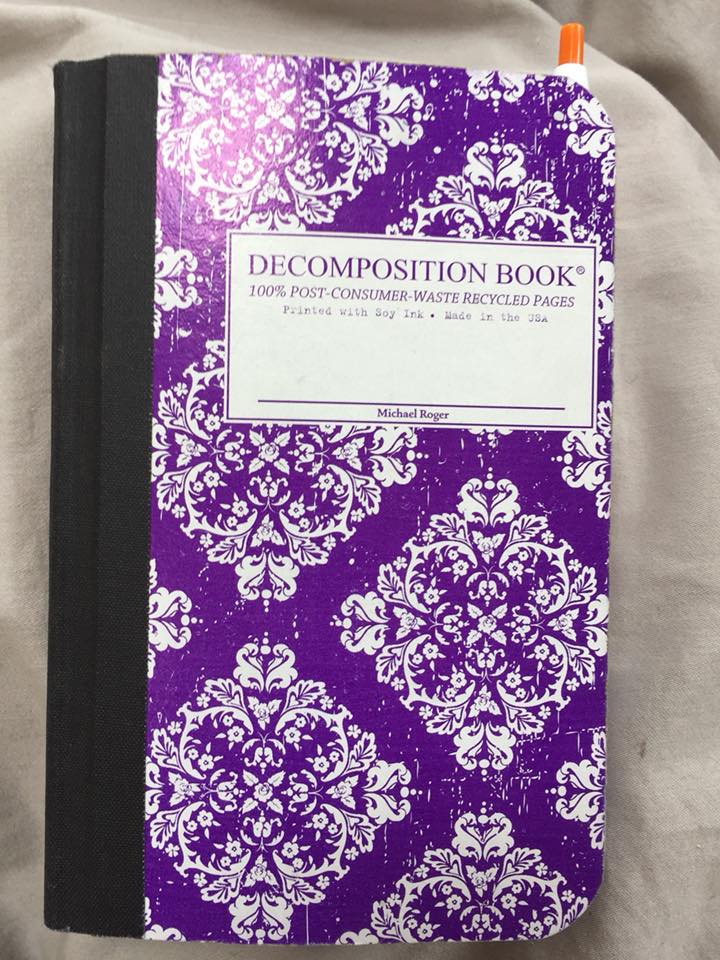 DECOMPOSITION BOOK®
100% POST-CONSUMER-WASTE RECYCLED PAGES
Printed with Soy Ink • Made in the USA
Michael Roger